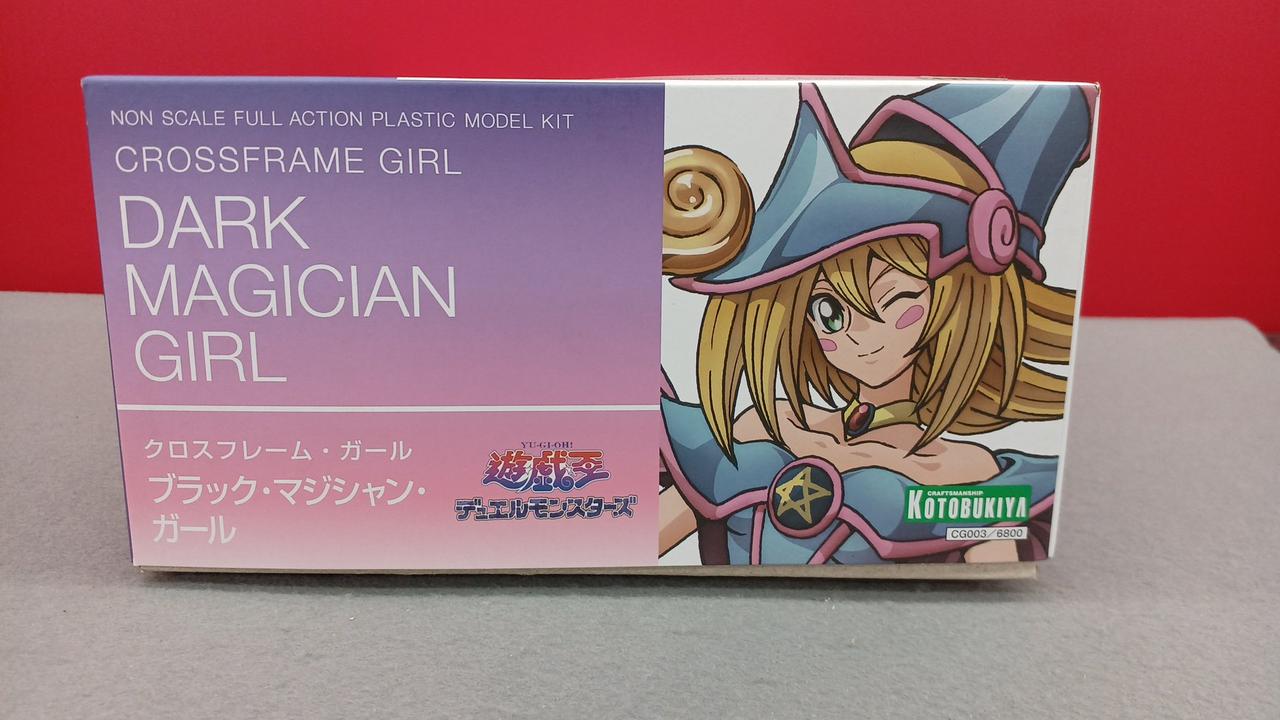 NON SCALE FULL ACTION PLASTIC MODEL KIT
CROSSFRAME GIRL
DARK
MAGICIAN
GIRL
クロスフレーム・ガール
ブラック・マジシャン・
ガール
YU-GI-OH!
遊戯王
デュエルモンスターズ
CRAFTSMANSHIP
KOTOBUKIYA
CG003/6800